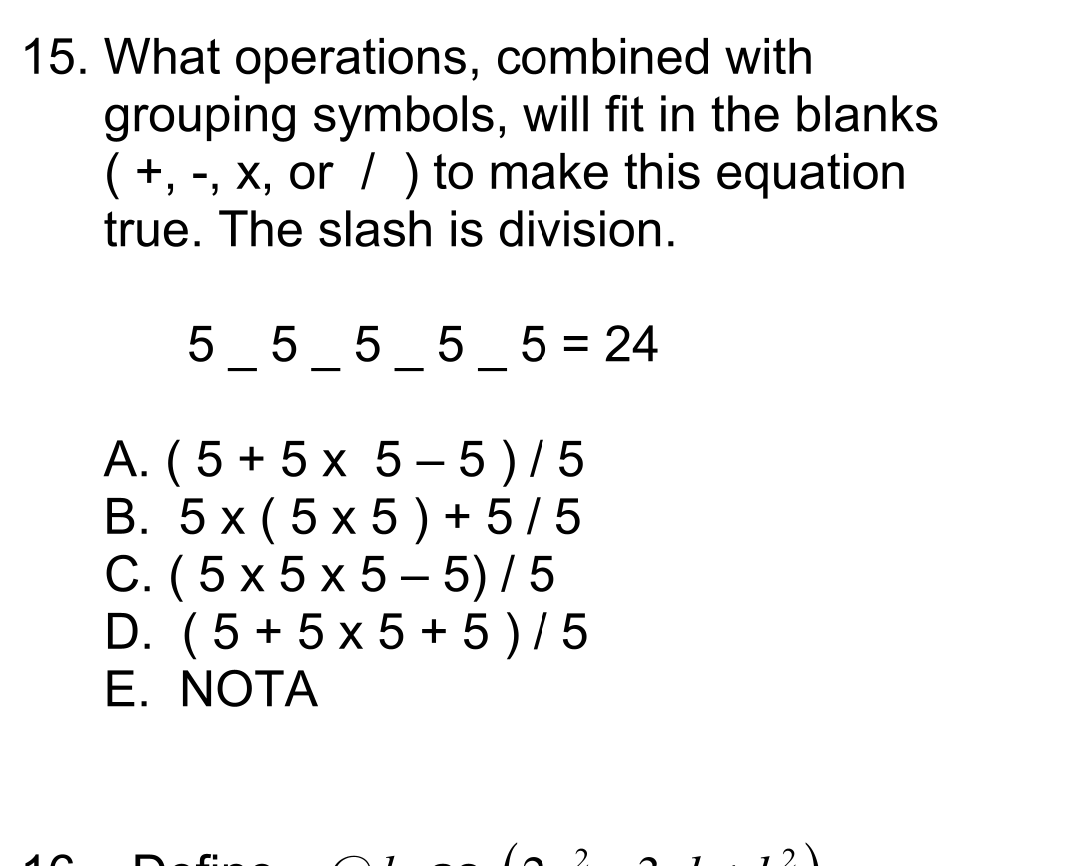 15. What operations, combined with
grouping symbols, will fit in the blanks
( +, -, x, or / ) to make this equation
true. The slash is division.
5 _ 5 _ 5 _ 5 _ 5 = 24
A. ( 5 + 5 x 5 – 5 ) / 5
B. 5 x ( 5 x 5 ) + 5 / 5
C. ( 5 x 5 x 5 – 5) / 5
D. ( 5 + 5 x 5 + 5 ) / 5
E. NOTA